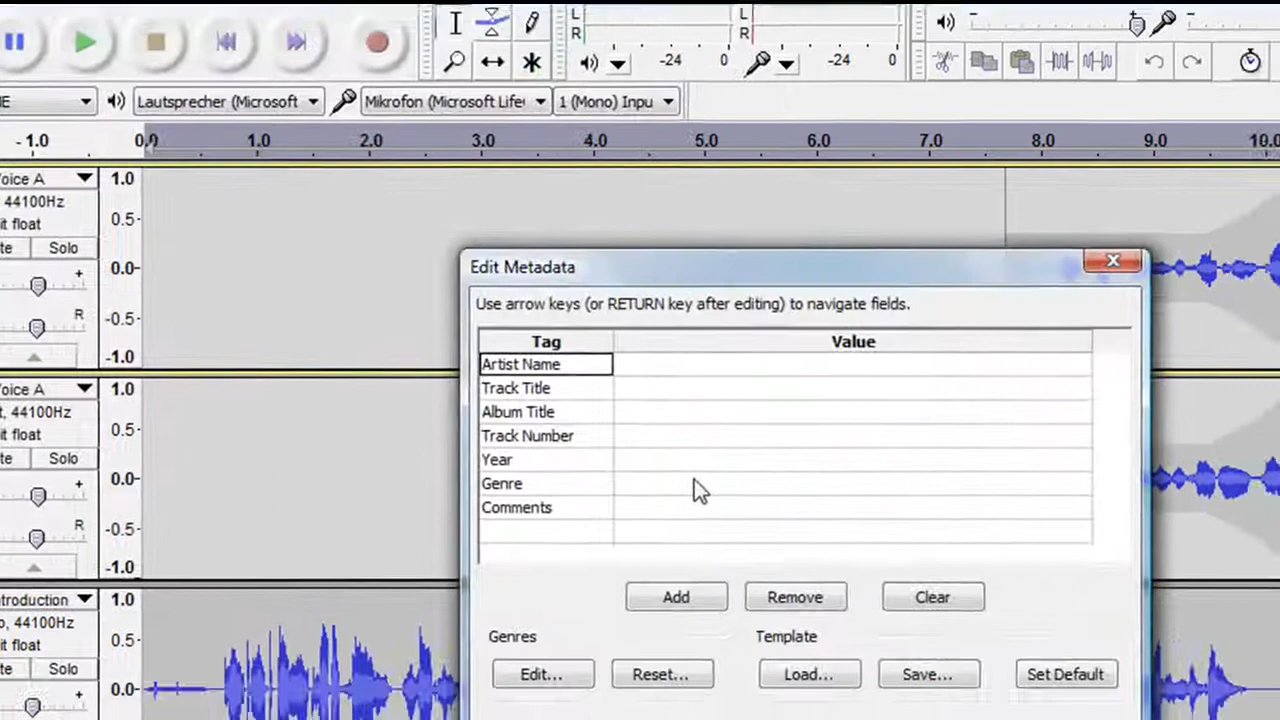 L
R
-24 0
L
R
-24 0
E
Lautsprecher (Microsoft
Mikrofon (Microsoft Life
1 (Mono) Inpu
- 1.0 0.0 1.0 2.0 3.0 4.0 5.0 6.0 7.0 8.0 9.0 10.0
oice A
44100Hz
it float
te Solo
+
R
1.0
0.5-
0.0-
-0.5-
-1.0
oice A
t, 44100Hz
it float
te Solo
+
R
1.0
0.5-
0.0-
-0.5-
-1.0
troduction
o, 44100Hz
it float
te Solo
+
1.0
0.5-
0.0-
Edit Metadata
Use arrow keys (or RETURN key after editing) to navigate fields.
Tag Value
Artist Name
Track Title
Album Title
Track Number
Year
Genre
Comments
Add Remove Clear
Genres Template
Edit... Reset... Load... Save... Set Default